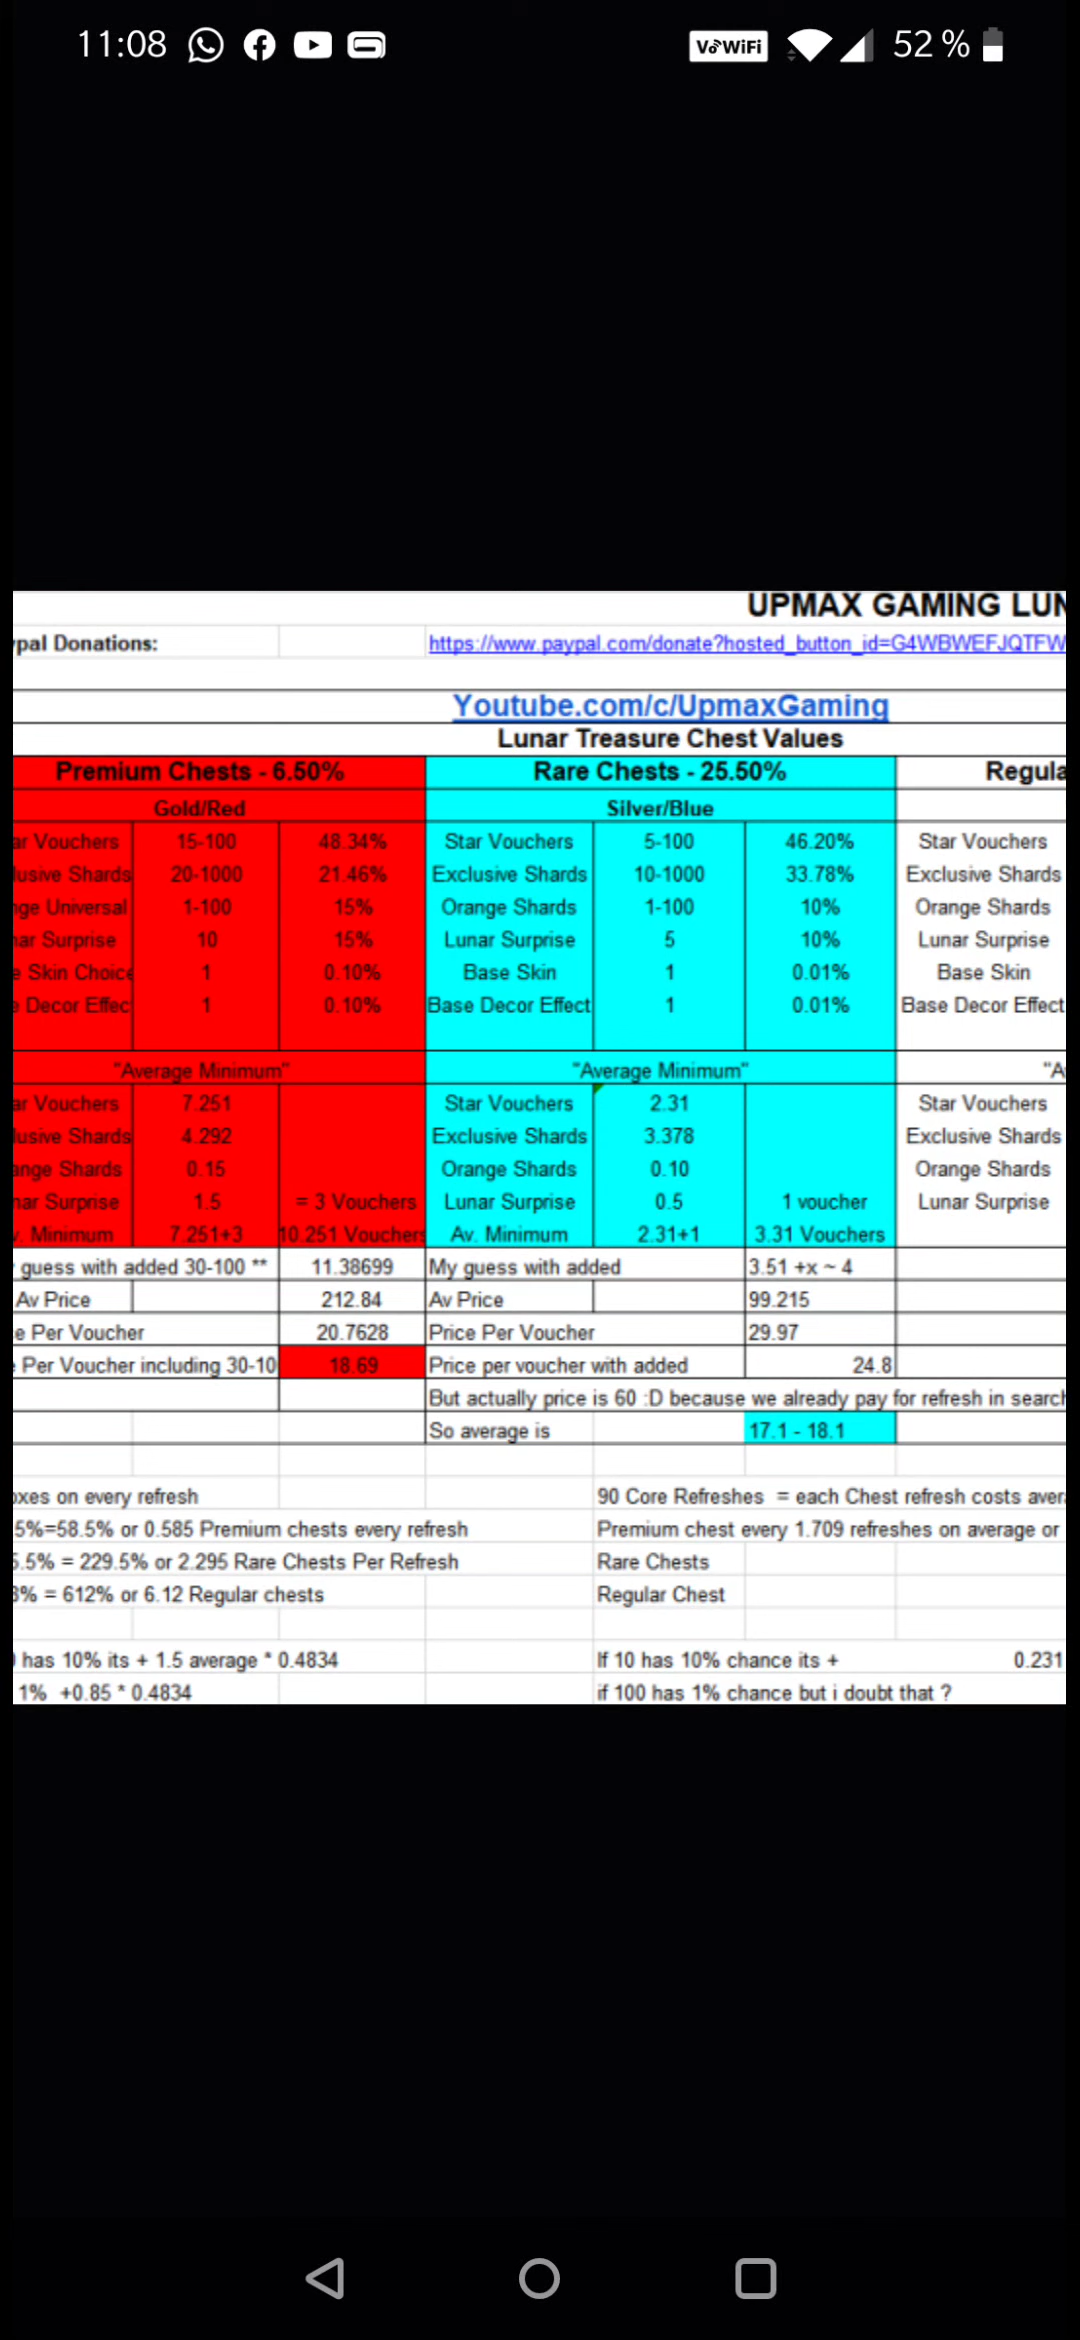 11:08 VoWiFi 52 %
UPMAX GAMING LUN
pal Donations: https://www.paypal.com/donate?hosted_button_id=G4WBWEFJQTFW
Youtube.com/c/UpmaxGaming
Lunar Treasure Chest Values
Premium Chests - 6.50% Rare Chests - 25.50% Regula
Gold/Red Silver/Blue
ar Vouchers 15-100 48.34% Star Vouchers 5-100 46.20% Star Vouchers
lusive Shards 20-1000 21.46% Exclusive Shards 10-1000 33.78% Exclusive Shards
nge Universal 1-100 15% Orange Shards 1-100 10% Orange Shards
nar Surprise 10 15% Lunar Surprise 5 10% Lunar Surprise
e Skin Choice 1 0.10% Base Skin 1 0.01% Base Skin
e Decor Effec 1 0.10% Base Decor Effect 1 0.01% Base Decor Effect
"Average Minimum" "Average Minimum" "A
ar Vouchers 7.251 Star Vouchers 2.31 Star Vouchers
lusive Shards 4.292 Exclusive Shards 3.378 Exclusive Shards
ange Shards 0.15 Orange Shards 0.10 Orange Shards
nar Surprise 1.5 = 3 Vouchers Lunar Surprise 0.5 1 voucher Lunar Surprise
v. Minimum 7.251+3 10.251 Vouchers Av. Minimum 2.31+1 3.31 Vouchers
guess with added 30-100 ** 11.38699 My guess with added 3.51 +x ~ 4
Av Price 212.84 Av Price 99.215
e Per Voucher 20.7628 Price Per Voucher 29.97
Per Voucher including 30-10 18.69 Price per voucher with added 24.8
But actually price is 60 :D because we already pay for refresh in search
So average is 17.1 - 18.1
oxes on every refresh 90 Core Refreshes = each Chest refresh costs aver
5%=58.5% or 0.585 Premium chests every refresh Premium chest every 1.709 refreshes on average or
5.5% = 229.5% or 2.295 Rare Chests Per Refresh Rare Chests
8% = 612% or 6.12 Regular chests Regular Chest
has 10% its + 1.5 average * 0.4834 If 10 has 10% chance its + 0.231
1% +0.85 * 0.4834 if 100 has 1% chance but i doubt that ?